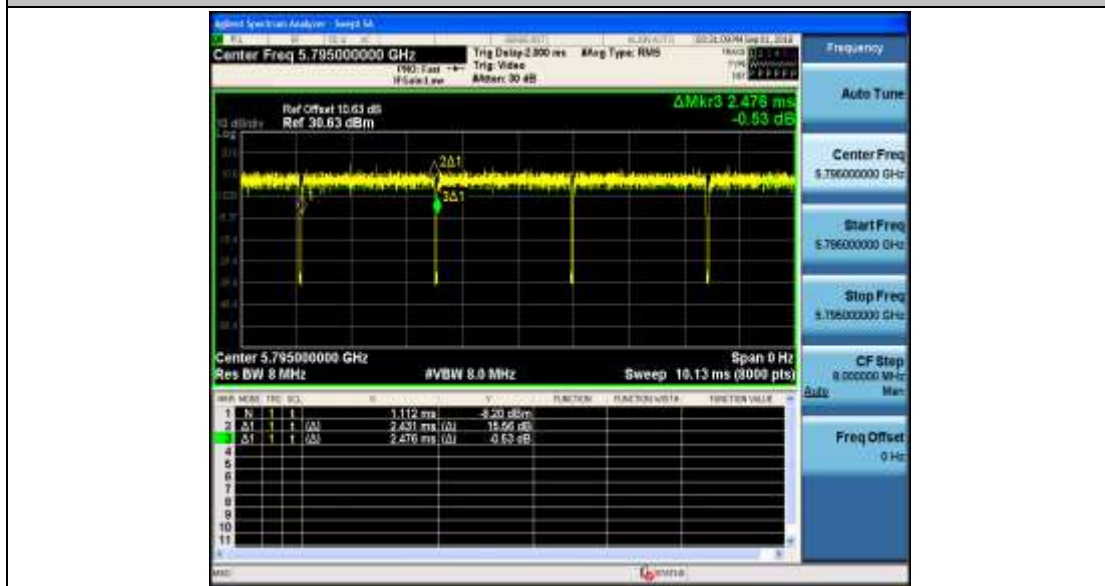 Agilent Spectrum Analyzer - Swept SA
Center Freq 5.795000000 GHz
PNO: Fast
IFGain:Low
Trig Delay-2.000 ms
Trig: Video
#Atten: 30 dB
#Avg Type: RMS
Frequency
Auto Tune
Ref Offset 10.63 dB
10 dB/div Ref 30.63 dBm
Log
ΔMkr3 2.476 ms
-0.53 dB
2Δ1
3Δ1
Center Freq
5.795000000 GHz
Start Freq
5.795000000 GHz
Stop Freq
5.795000000 GHz
CF Step
8.000000 MHz
Auto Man
Freq Offset
0 Hz
Center 5.795000000 GHz
Span 0 Hz
Res BW 8 MHz
#VBW 8.0 MHz
Sweep 10.13 ms (8000 pts)
MKR MODE TRC SCL X Y FUNCTION FUNCTION WIDTH FUNCTION VALUE
1 N 1 t 1.112 ms -8.20 dBm
2 Δ1 1 t (Δ) 2.431 ms (Δ) 15.56 dB
3 Δ1 1 t (Δ) 2.476 ms (Δ) -0.53 dB
4
5
6
7
8
9
10
11
MSG
STATUS